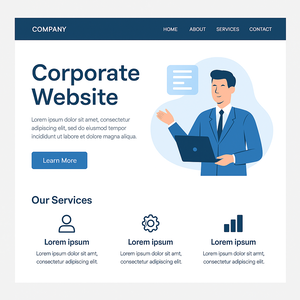 COMPANY
HOME ABOUT SERVICES CONTACT
Corporate
Website
Lorem ipsum dolor sit amet, consectetur
adipiscing elit, sed do eiusmod tempor
incididunt ut labore et dolore magna aliqua.
Learn More
Our Services
Lorem ipsum
Lorem ipsum dolor sit amt,
consectetu adipiscing elit.
Lorem ipsum
Lorem ipsum dolor sit amt,
consectetu adipiscing elit.
Lorem ipsum
Lorem ipsum dolor sit amt,
consectetu adipiscing elit